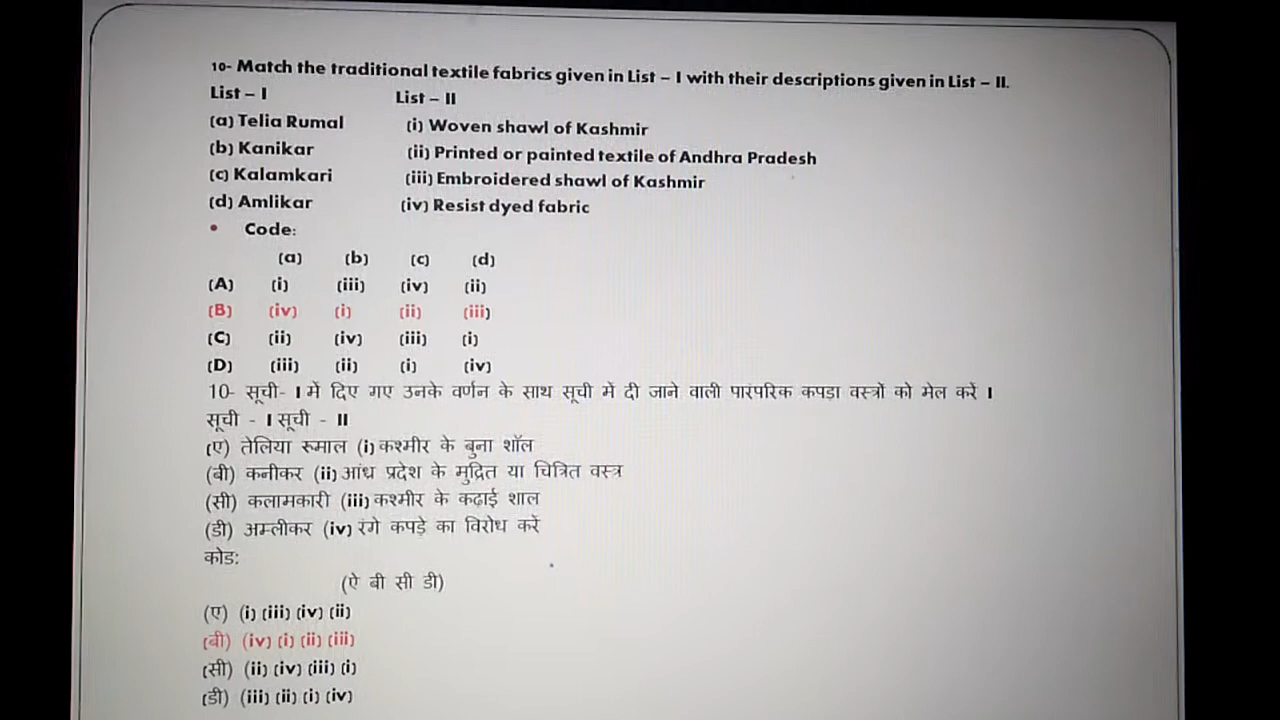 10- Match the traditional textile fabrics given in List – I with their descriptions given in List – II.
List – I List – II
(a) Telia Rumal (i) Woven shawl of Kashmir
(b) Kanikar (ii) Printed or painted textile of Andhra Pradesh
(c) Kalamkari (iii) Embroidered shawl of Kashmir
(d) Amlikar (iv) Resist dyed fabric
• Code:
(a) (b) (c) (d)
(A) (i) (iii) (iv) (ii)
(B) (iv) (i) (ii) (iii)
(C) (ii) (iv) (iii) (i)
(D) (iii) (ii) (i) (iv)
10- सूची- I में दिए गए उनके वर्णन के साथ सूची में दी जाने वाली पारंपरिक कपड़ा वस्त्रों को मेल करें I
सूची - I सूची - II
(ए) तेलिया रूमाल (i) कश्मीर के बुना शॉल
(बी) कनीकर (ii) आंध्र प्रदेश के मुद्रित या चित्रित वस्त्र
(सी) कलामकारी (iii) कश्मीर के कढ़ाई शाल
(डी) अम्लीकर (iv) रंगे कपड़े का विरोध करें
कोड:
(ऐ बी सी डी)
(ए) (i) (iii) (iv) (ii)
(बी) (iv) (i) (ii) (iii)
(सी) (ii) (iv) (iii) (i)
(डी) (iii) (ii) (i) (iv)